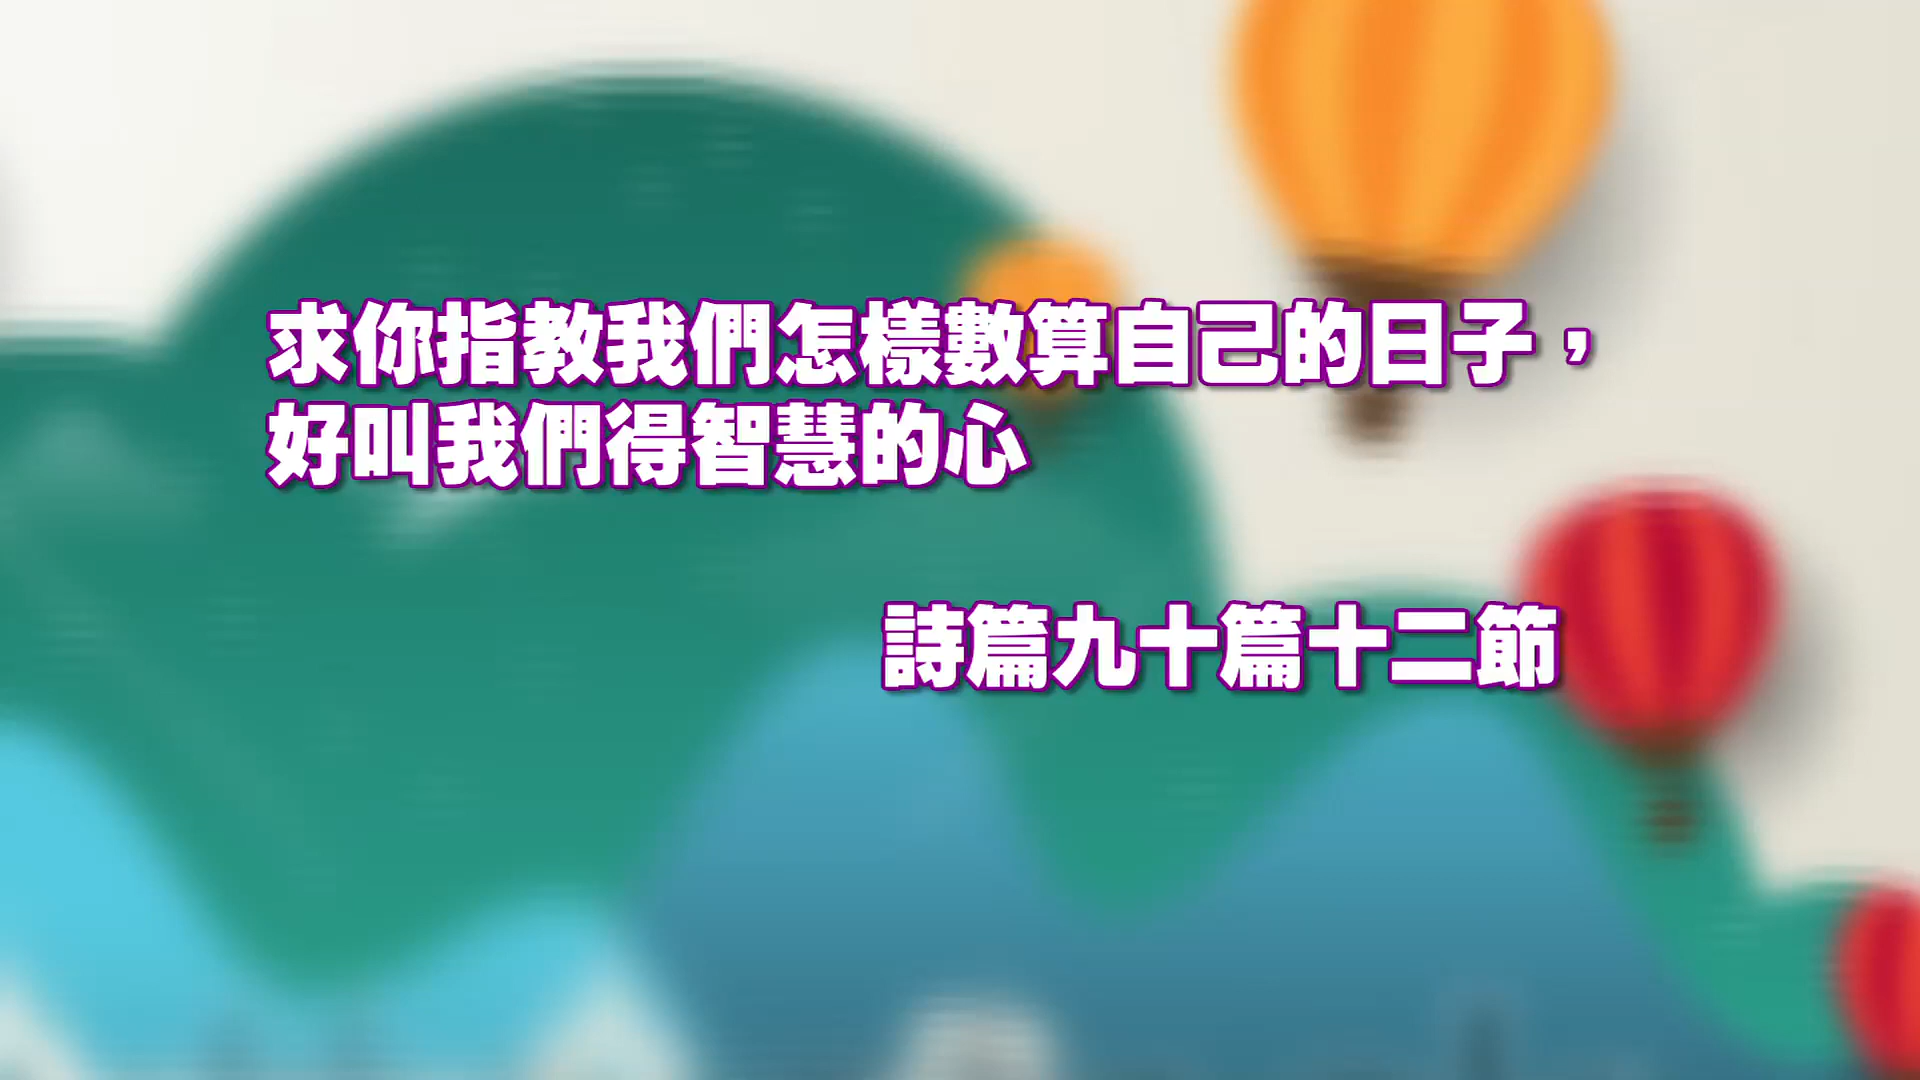 求你指教我們怎樣數算自己的日子，
好叫我們得智慧的心
詩篇九十篇十二節